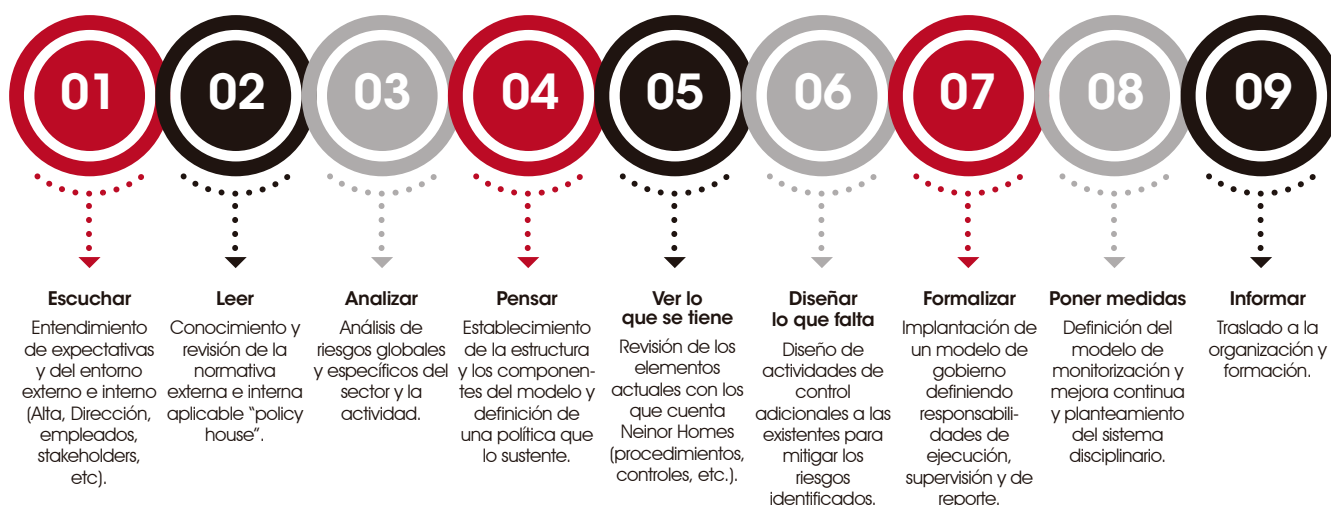 01
02
03
04
05
06
07
08
09
Escuchar
Entendimiento
de expectativas
y del entorno
externo e interno
(Alta, Dirección,
empleados,
stakeholders,
etc).
Leer
Conocimiento y
revisión de la
normativa
externa e interna
aplicable “policy
house”.
Analizar
Análisis de
riesgos globales
y específicos del
sector y la
actividad.
Pensar
Establecimiento
de la estructura
y los componen-
tes del modelo y
definición de
una política que
lo sustente.
Ver lo
que se tiene
Revisión de los
elementos
actuales con los
que cuenta
Neinor Homes
(procedimientos,
controles, etc.).
Diseñar
lo que falta
Diseño de
actividades de
control
adicionales a las
existentes para
mitigar los
riesgos
identificados.
Formalizar
Implantación de
un modelo de
gobierno
definiendo
responsabili-
dades de
ejecución,
supervisión y de
reporte.
Poner medidas
Definición del
modelo de
monitorización y
mejora continua
y planteamiento
del sistema
disciplinario.
Informar
Traslado a la
organización y
formación.